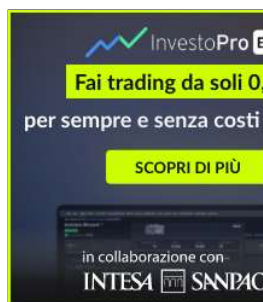 InvestoPro
Fai trading da soli 0,
per sempre e senza costi
SCOPRI DI PIÙ
in collaborazione con
INTESA SANPAO